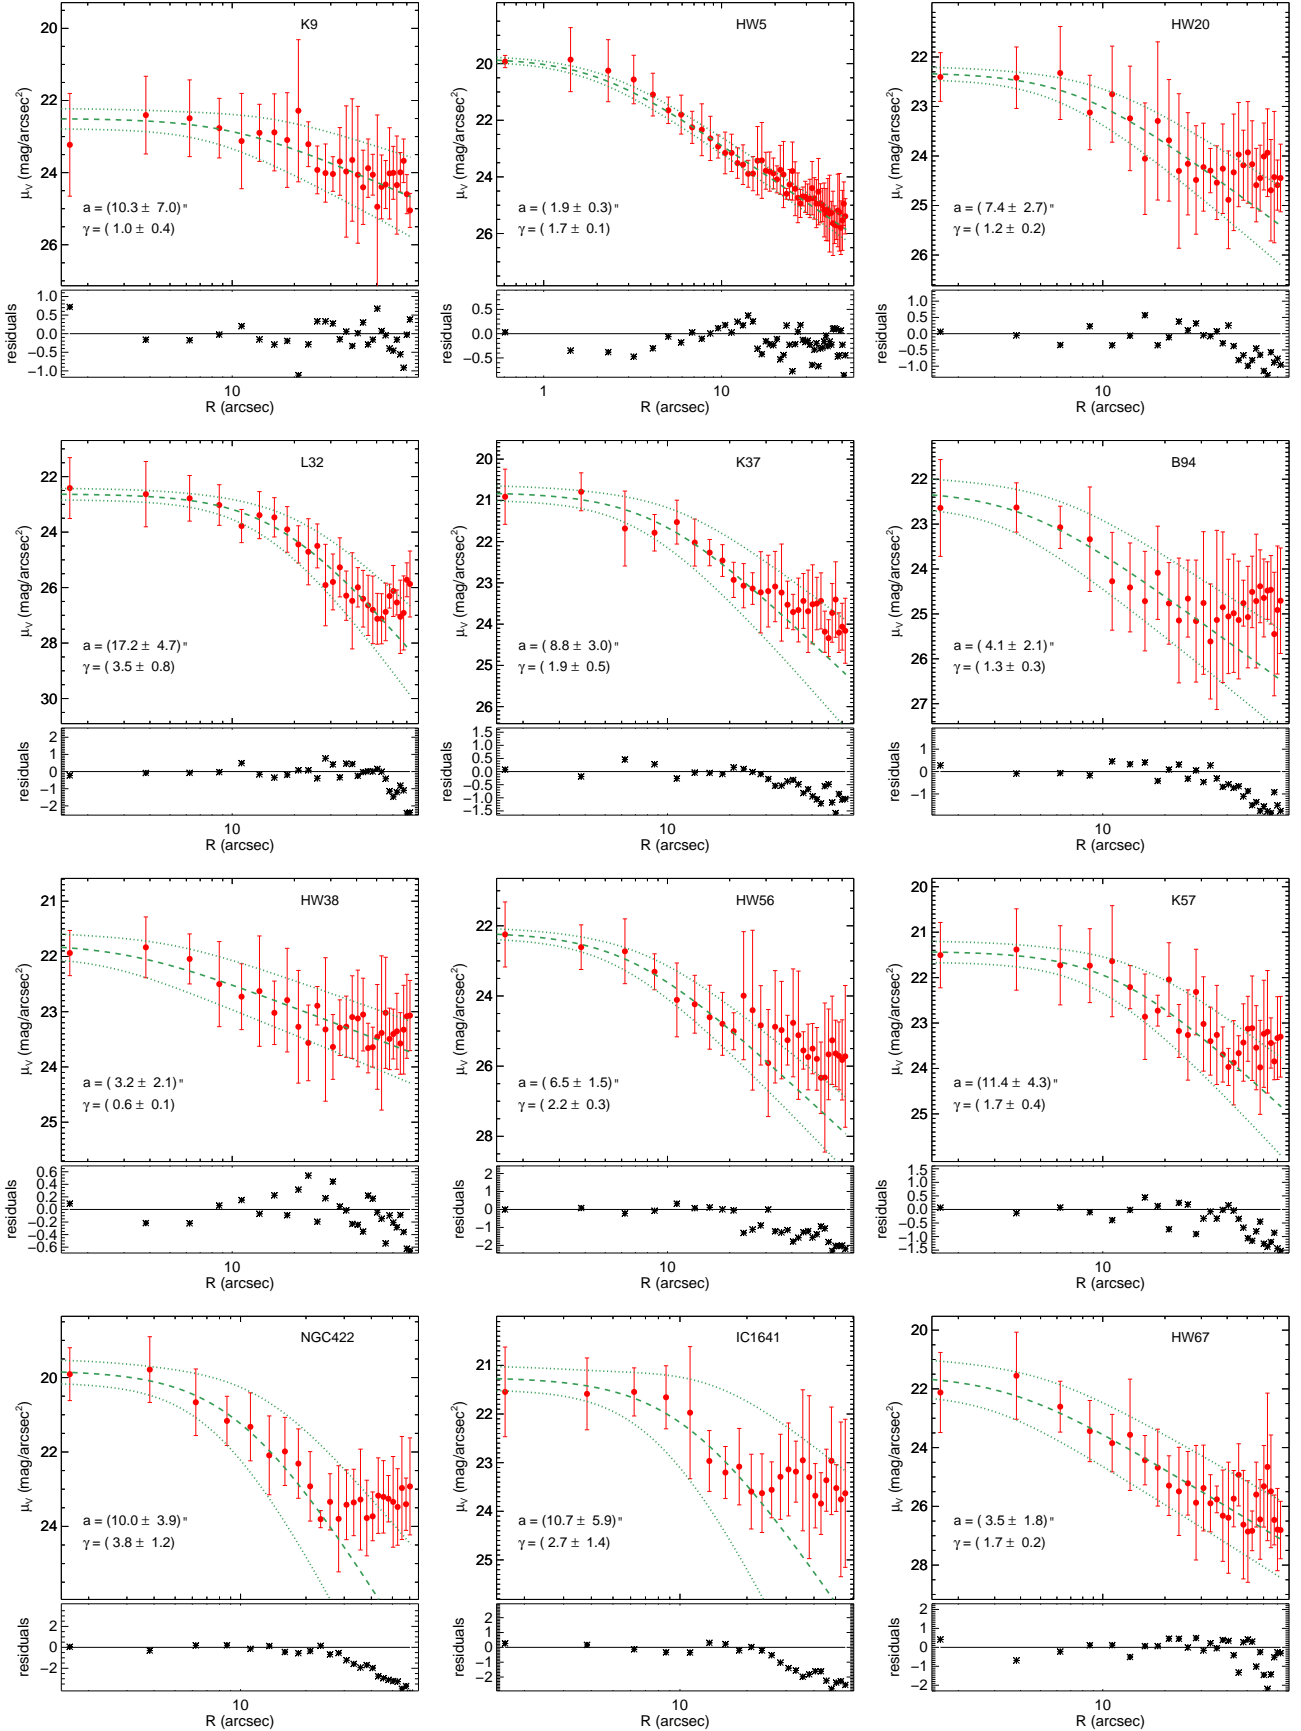 K9
HW5
HW20
20
22
24
26
μV (mag/arcsec²)
a = (10.3 ± 7.0)"
γ = ( 1.0 ± 0.4)
20
22
24
26
μV (mag/arcsec²)
a = ( 1.9 ± 0.3)"
γ = ( 1.7 ± 0.1)
22
23
24
25
26
μV (mag/arcsec²)
a = ( 7.4 ± 2.7)"
γ = ( 1.2 ± 0.2)
1.0
0.5
0.0
−0.5
−1.0
residuals
10
R (arcsec)
0.5
0.0
−0.5
residuals
1
10
R (arcsec)
1
0
−1
residuals
10
R (arcsec)
L32
K37
B94
22
24
26
28
30
μV (mag/arcsec²)
a = (17.2 ± 4.7)"
γ = ( 3.5 ± 0.8)
20
21
22
23
24
25
26
μV (mag/arcsec²)
a = ( 8.8 ± 3.0)"
γ = ( 1.9 ± 0.5)
22
23
24
25
26
27
μV (mag/arcsec²)
a = ( 4.1 ± 2.1)"
γ = ( 1.3 ± 0.3)
2
1
0
−1
−2
residuals
10
R (arcsec)
1.5
1.0
0.5
0.0
−0.5
−1.0
−1.5
residuals
10
R (arcsec)
1
0
−1
residuals
10
R (arcsec)
HW38
HW56
K57
21
22
23
24
25
μV (mag/arcsec²)
a = ( 3.2 ± 2.1)"
γ = ( 0.6 ± 0.1)
22
24
26
28
μV (mag/arcsec²)
a = ( 6.5 ± 1.5)"
γ = ( 2.2 ± 0.3)
20
21
22
23
24
25
μV (mag/arcsec²)
a = (11.4 ± 4.3)"
γ = ( 1.7 ± 0.4)
0.6
0.4
0.2
0.0
−0.2
−0.4
−0.6
residuals
10
R (arcsec)
2
1
0
−1
−2
residuals
10
R (arcsec)
1.5
1.0
0.5
0.0
−0.5
−1.0
−1.5
residuals
10
R (arcsec)
NGC422
IC1641
HW67
20
22
24
μV (mag/arcsec²)
a = (10.0 ± 3.9)"
γ = ( 3.8 ± 1.2)
21
22
23
24
25
μV (mag/arcsec²)
a = (10.7 ± 5.9)"
γ = ( 2.7 ± 1.4)
20
22
24
26
28
μV (mag/arcsec²)
a = ( 3.5 ± 1.8)"
γ = ( 1.7 ± 0.2)
2
0
−2
residuals
10
R (arcsec)
2
1
0
−1
−2
residuals
10
R (arcsec)
2
1
0
−1
−2
residuals
10
R (arcsec)